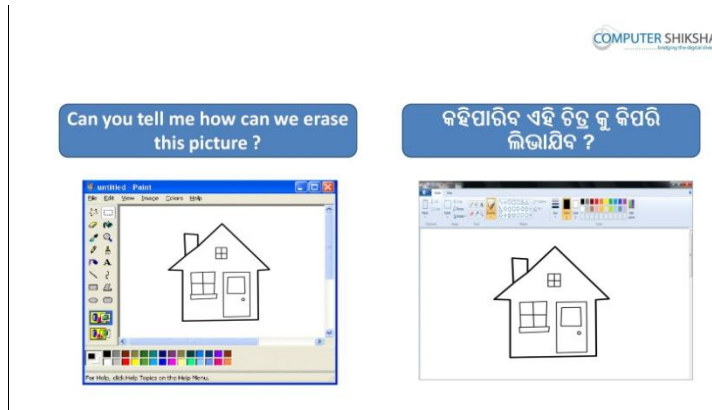 COMPUTER SHIKSHA
Bridging the digital divide
Can you tell me how can we erase
this picture ?
କହିପାରିବ ଏହି ଚିତ୍ର କୁ କିପରି
ଲିଭାଯିବ ?
untitled - Paint
File Edit View Image Colors Help
For Help, click Help Topics on the Help Menu.